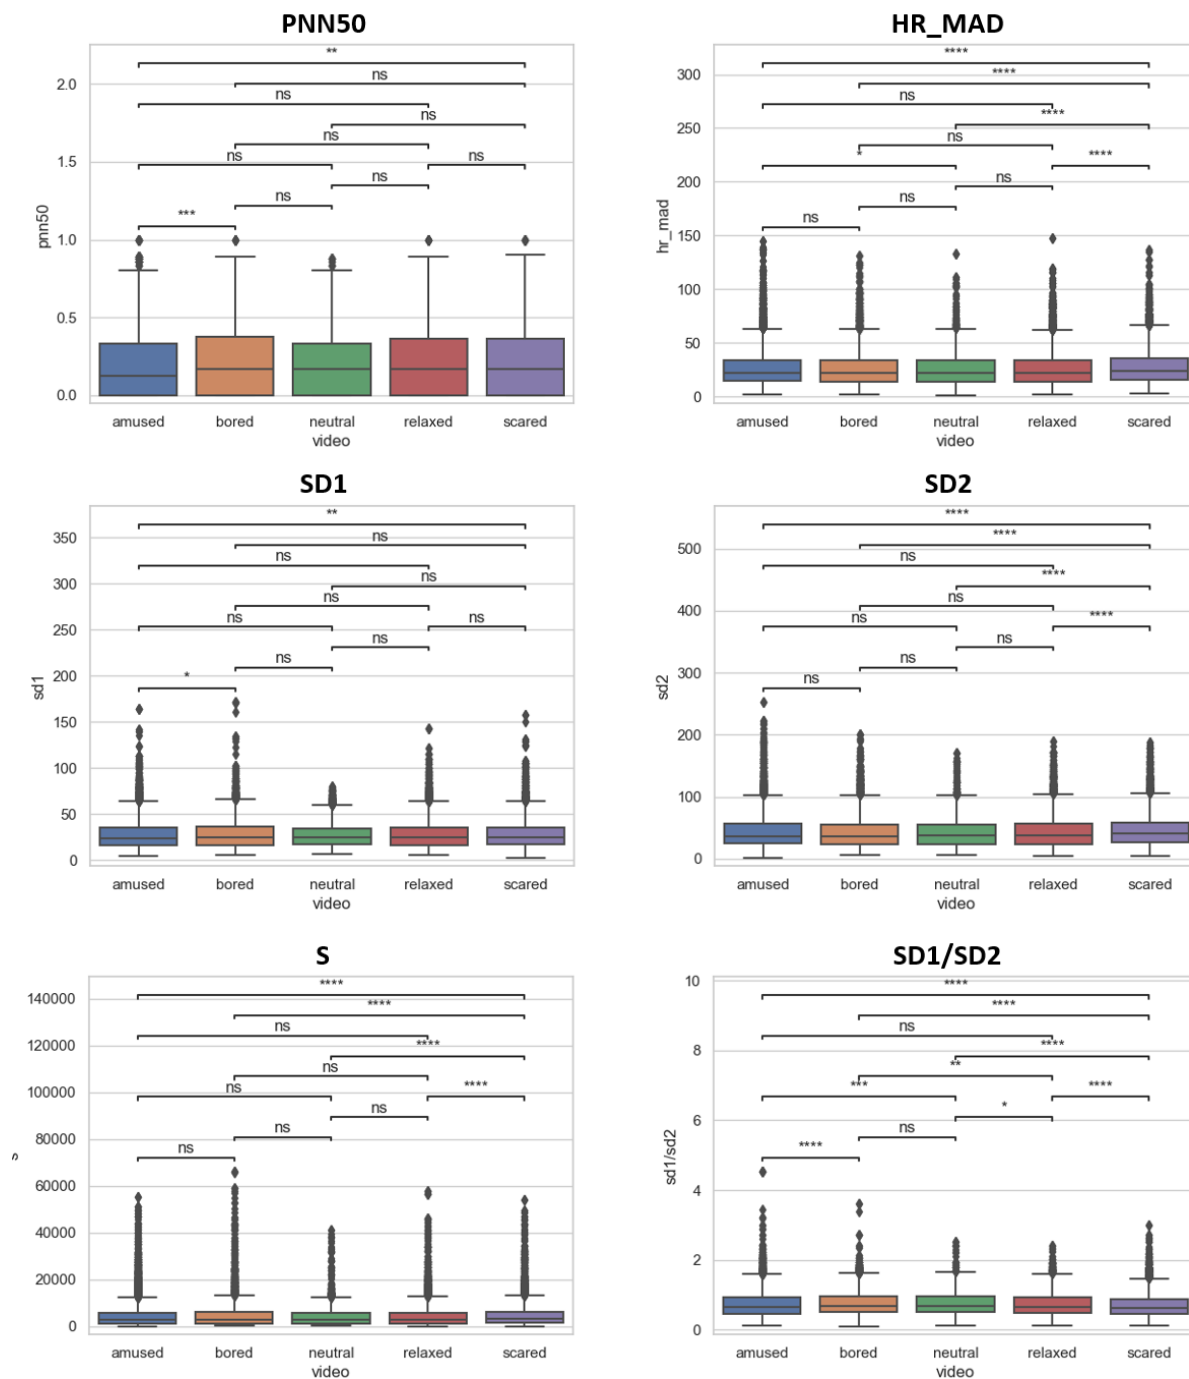 PNN50
**
ns
2.0
ns
ns
ns
1.5
ns
ns
ns
ns
***
1.0
pnn50
0.5
0.0
amused bored neutral relaxed scared
video
HR_MAD
****
300
****
ns
250
****
ns
* ****
200
ns
ns
ns
150
hr_mad
100
50
0
amused bored neutral relaxed scared
video
SD1
**
350
ns
ns
300
ns
ns
250
ns ns
ns
ns
200
*
sd1
150
100
50
0
amused bored neutral relaxed scared
video
SD2
****
****
500
ns
****
400
ns
ns ****
ns
ns
300
ns
sd2
200
100
0
amused bored neutral relaxed scared
video
S
****
140000
****
ns
120000
****
ns
100000
ns ****
ns
80000
ns
ns
60000
40000
20000
0
amused bored neutral relaxed scared
video
SD1/SD2
10
****
****
ns
8
****
**
*** ****
6
*
ns
****
sd1/sd2
4
2
0
amused bored neutral relaxed scared
video